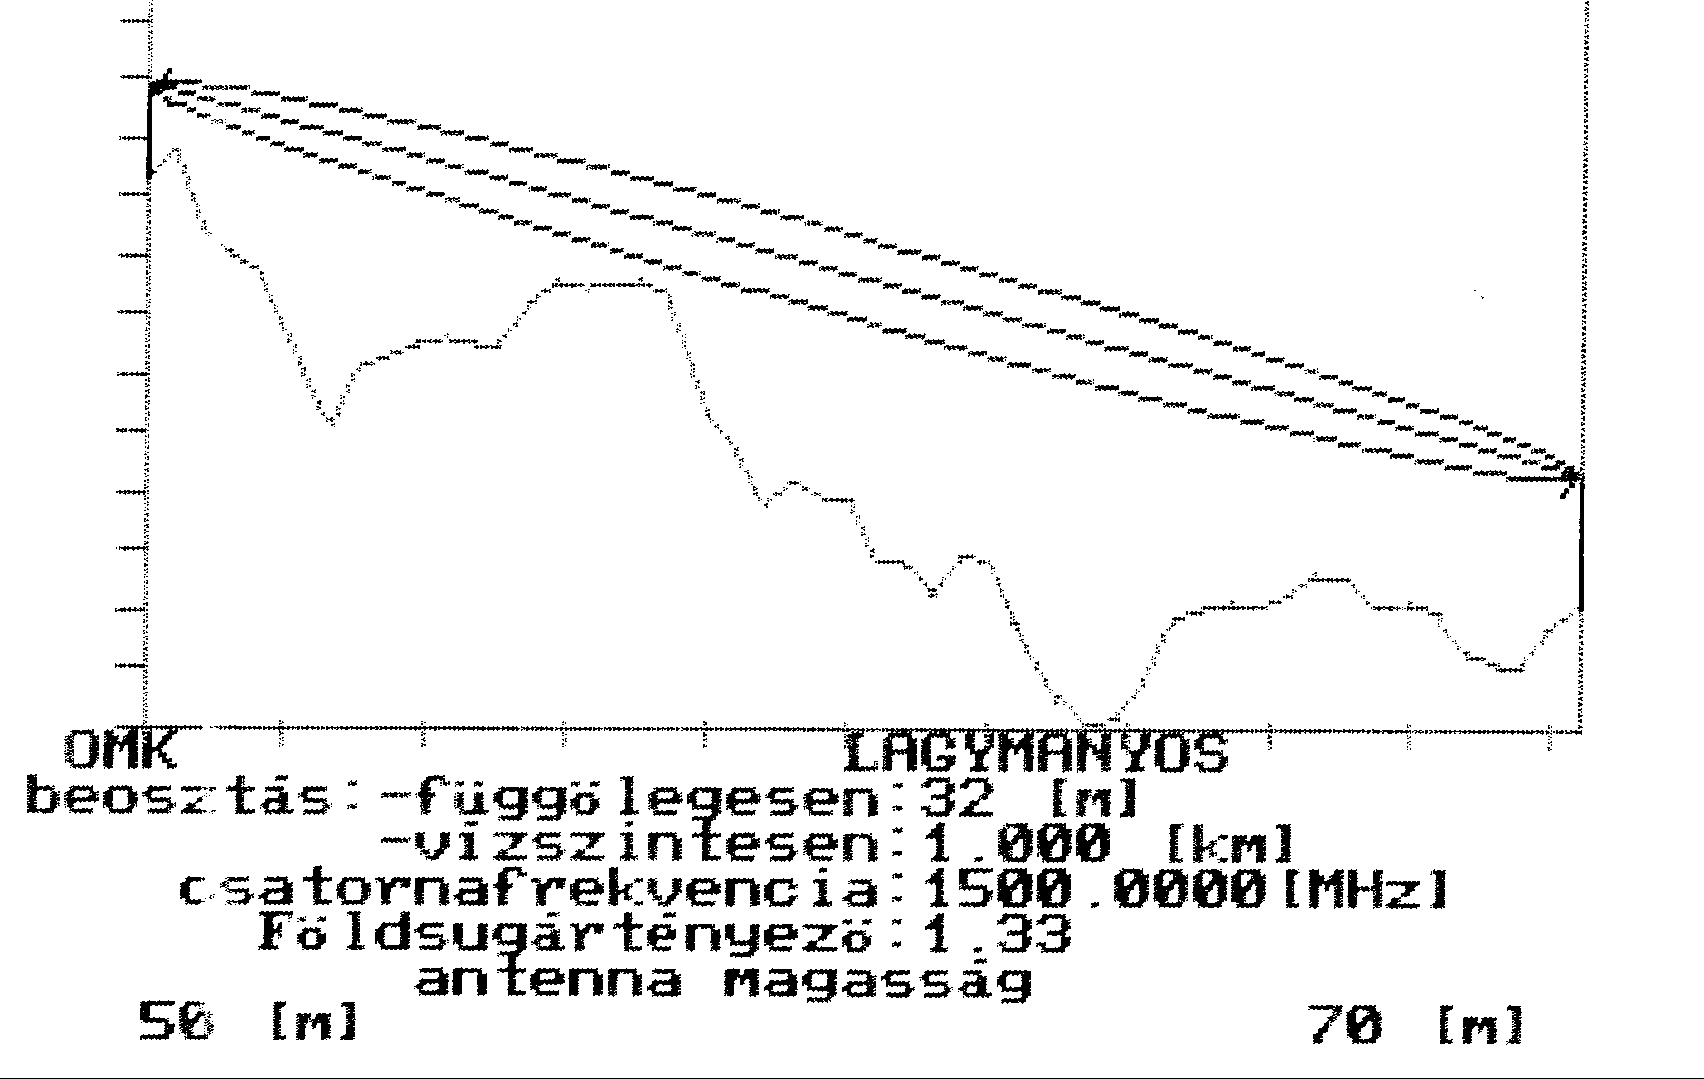 OMK LAGYMANYOS
beosztás:-függölegesen:32 [m]
-vizszintesen:1.000 [km]
csatornafrekvencia:1500.0000[MHz]
Földsugártényezö:1.33
antenna magasság
50 [m] 70 [m]